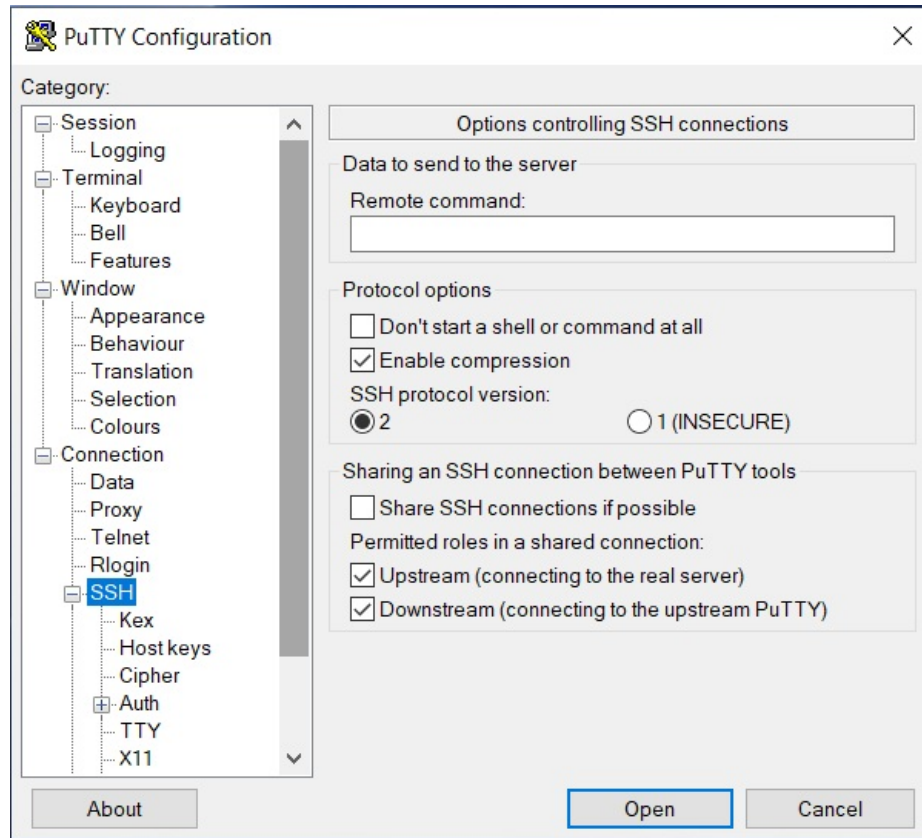 PuTTY Configuration
Category:
Session
Logging
Terminal
Keyboard
Bell
Features
Window
Appearance
Behaviour
Translation
Selection
Colours
Connection
Data
Proxy
Telnet
Rlogin
SSH
Kex
Host keys
Cipher
Auth
TTY
X11
Options controlling SSH connections
Data to send to the server
Remote command:
Protocol options
Don't start a shell or command at all
Enable compression
SSH protocol version:
2 1 (INSECURE)
Sharing an SSH connection between PuTTY tools
Share SSH connections if possible
Permitted roles in a shared connection:
Upstream (connecting to the real server)
Downstream (connecting to the upstream PuTTY)
About Open Cancel